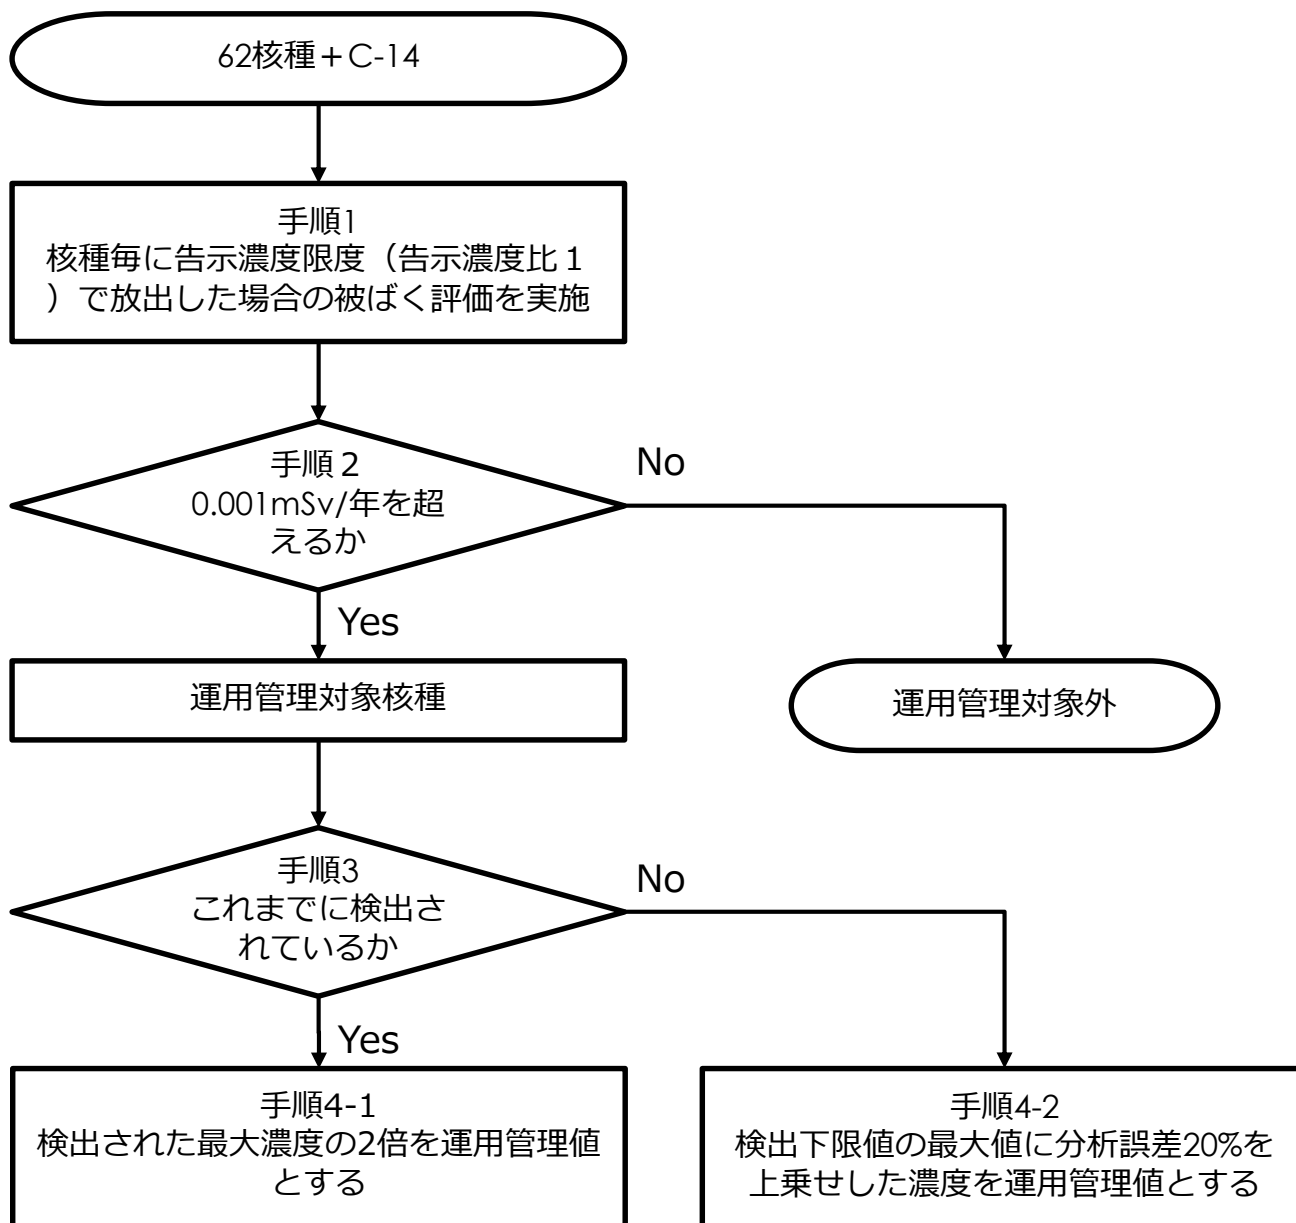 62核種＋C-14
手順1
核種毎に告示濃度限度（告示濃度比１
）で放出した場合の被ばく評価を実施
手順２
0.001mSv/年を超
えるか
No
Yes
運用管理対象核種
運用管理対象外
手順3
これまでに検出さ
れているか
No
Yes
手順4-1
検出された最大濃度の2倍を運用管理値
とする
手順4-2
検出下限値の最大値に分析誤差20%を
上乗せした濃度を運用管理値とする